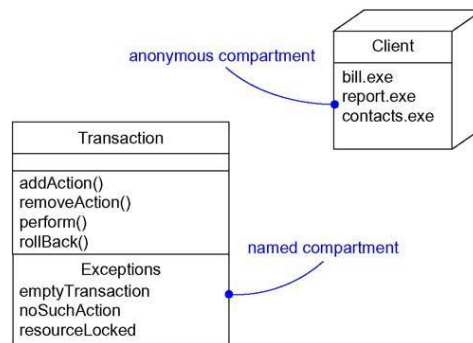 Client
anonymous compartment
bill.exe
report.exe
contacts.exe
Transaction
addAction()
removeAction()
perform()
rollBack()
Exceptions
named compartment
emptyTransaction
noSuchAction
resourceLocked